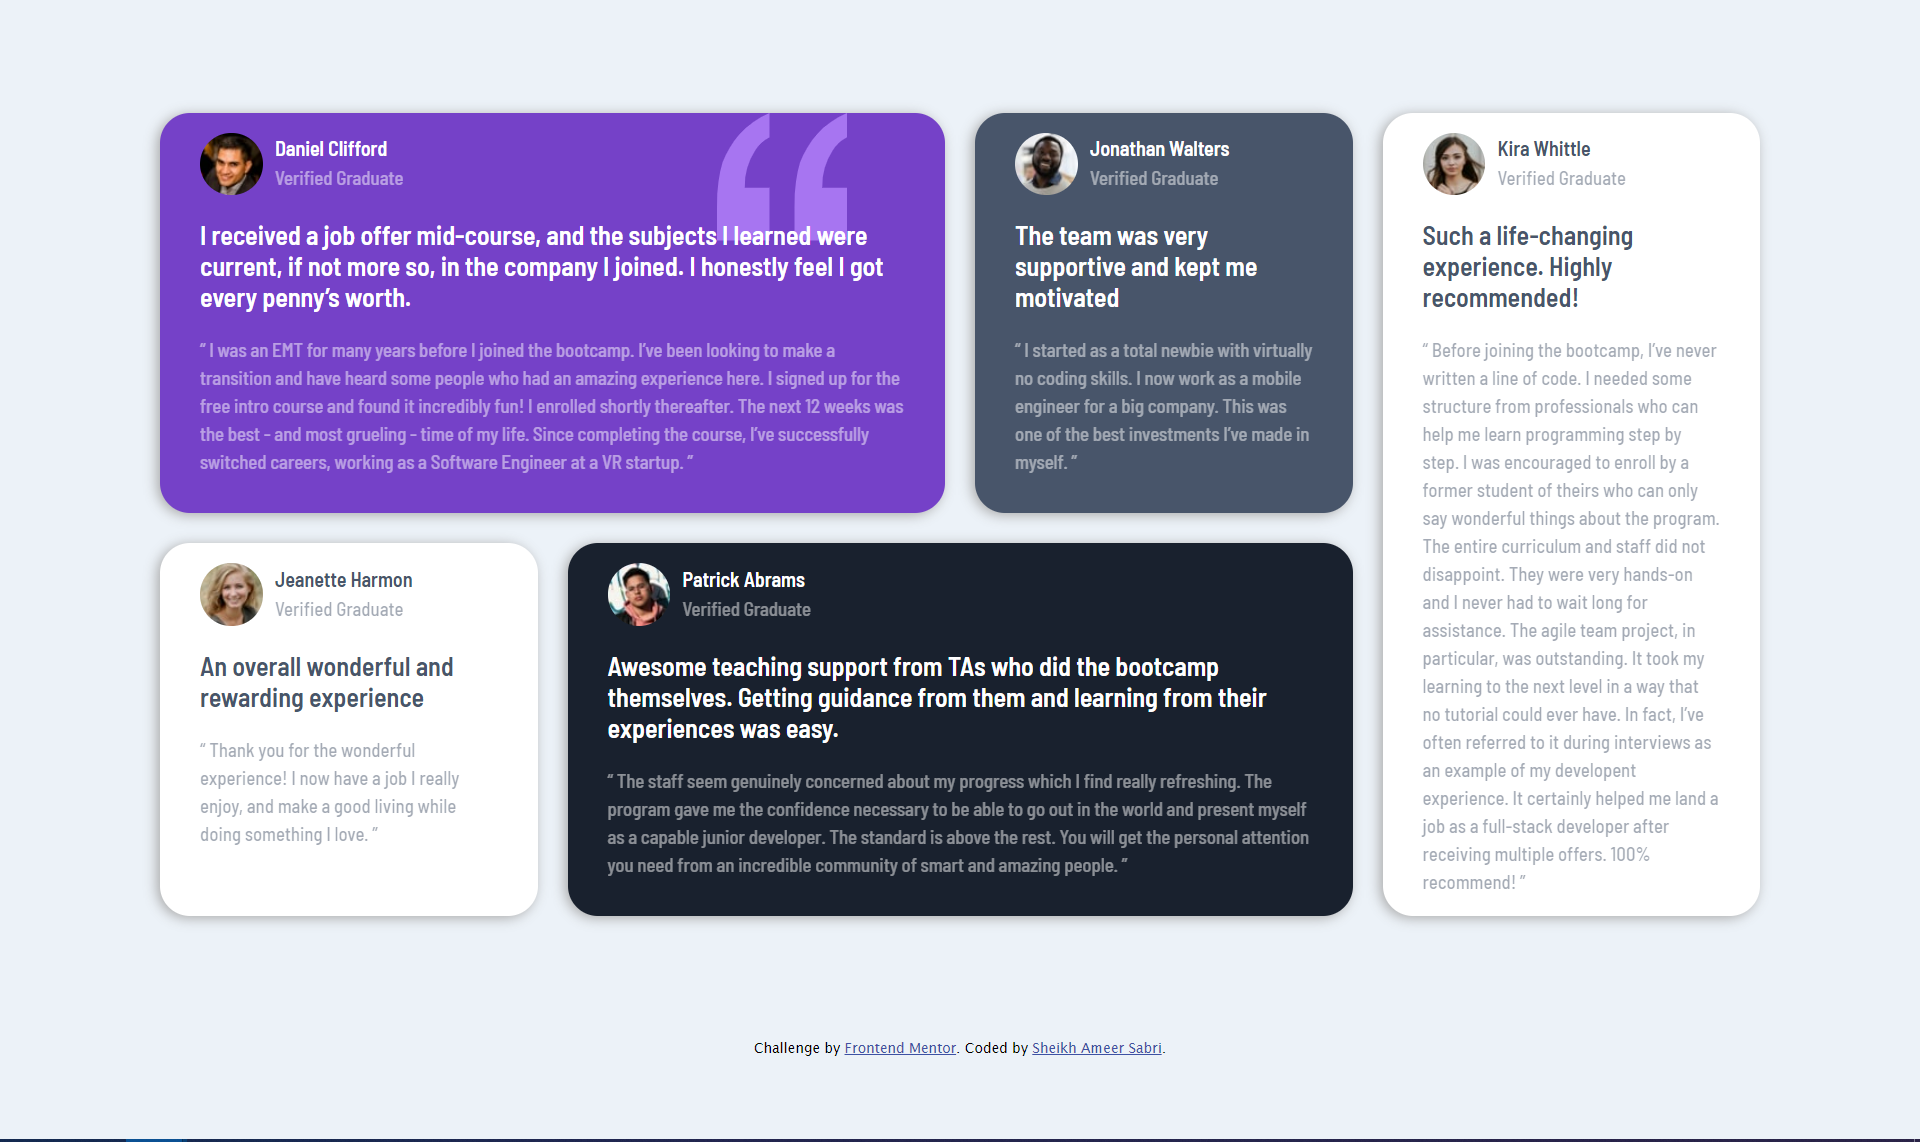 Daniel Clifford
Verified Graduate
I received a job offer mid-course, and the subjects I learned were
current, if not more so, in the company I joined. I honestly feel I got
every penny’s worth.
“ I was an EMT for many years before I joined the bootcamp. I’ve been looking to make a
transition and have heard some people who had an amazing experience here. I signed up for the
free intro course and found it incredibly fun! I enrolled shortly thereafter. The next 12 weeks was
the best - and most grueling - time of my life. Since completing the course, I’ve successfully
switched careers, working as a Software Engineer at a VR startup. ”
Jonathan Walters
Verified Graduate
The team was very
supportive and kept me
motivated
“ I started as a total newbie with virtually
no coding skills. I now work as a mobile
engineer for a big company. This was
one of the best investments I’ve made in
myself. ”
Kira Whittle
Verified Graduate
Such a life-changing
experience. Highly
recommended!
“ Before joining the bootcamp, I’ve never
written a line of code. I needed some
structure from professionals who can
help me learn programming step by
step. I was encouraged to enroll by a
former student of theirs who can only
say wonderful things about the program.
The entire curriculum and staff did not
disappoint. They were very hands-on
and I never had to wait long for
assistance. The agile team project, in
particular, was outstanding. It took my
learning to the next level in a way that
no tutorial could ever have. In fact, I’ve
often referred to it during interviews as
an example of my developent
experience. It certainly helped me land a
job as a full-stack developer after
receiving multiple offers. 100%
recommend! ”
Jeanette Harmon
Verified Graduate
An overall wonderful and
rewarding experience
“ Thank you for the wonderful
experience! I now have a job I really
enjoy, and make a good living while
doing something I love. ”
Patrick Abrams
Verified Graduate
Awesome teaching support from TAs who did the bootcamp
themselves. Getting guidance from them and learning from their
experiences was easy.
“ The staff seem genuinely concerned about my progress which I find really refreshing. The
program gave me the confidence necessary to be able to go out in the world and present myself
as a capable junior developer. The standard is above the rest. You will get the personal attention
you need from an incredible community of smart and amazing people. ”
Challenge by Frontend Mentor. Coded by Sheikh Ameer Sabri.